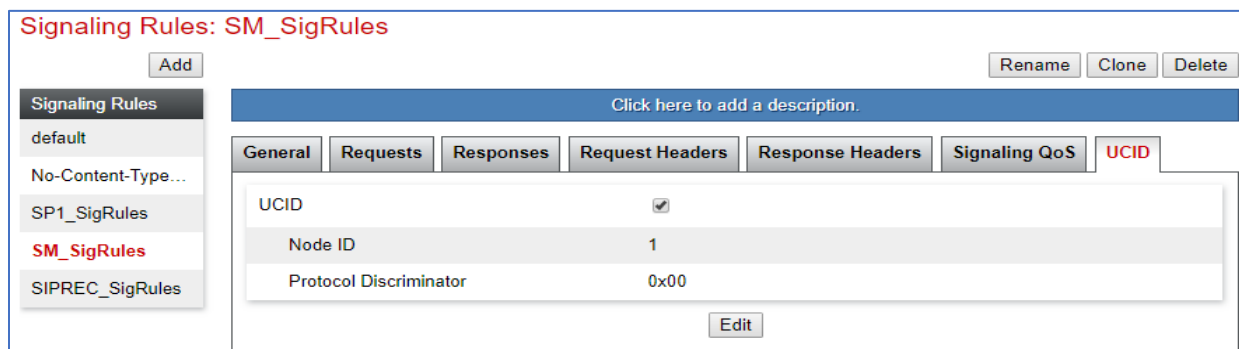 Signaling Rules: SM_SigRules
Add
Rename Clone Delete
Signaling Rules
default
No-Content-Type...
SP1_SigRules
SM_SigRules
SIPREC_SigRules
Click here to add a description.
General Requests Responses Request Headers Response Headers Signaling QoS UCID
UCID
Node ID 1
Protocol Discriminator 0x00
Edit